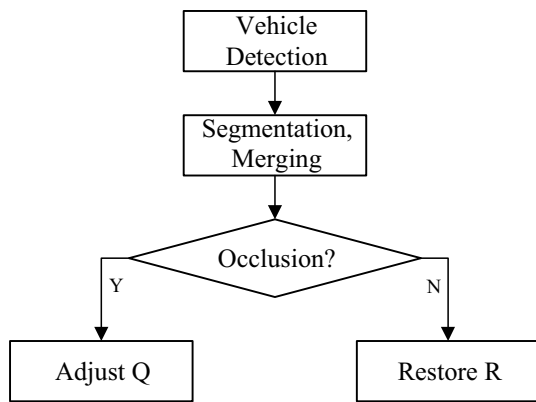 Vehicle
Detection
Segmentation,
Merging
Occlusion?
Y
N
Adjust Q
Restore R